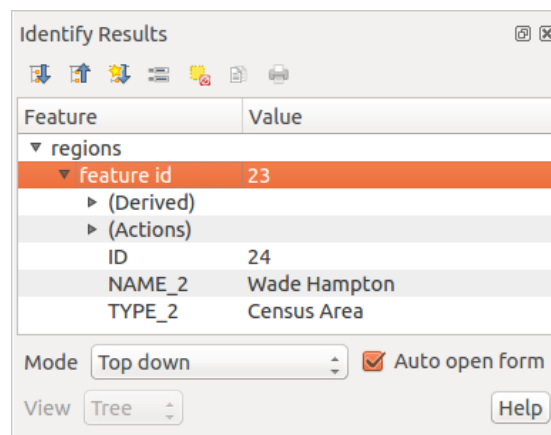 Identify Results
Feature Value
regions
feature id 23
(Derived)
(Actions)
ID 24
NAME_2 Wade Hampton
TYPE_2 Census Area
Mode Top down Auto open form
View Tree Help